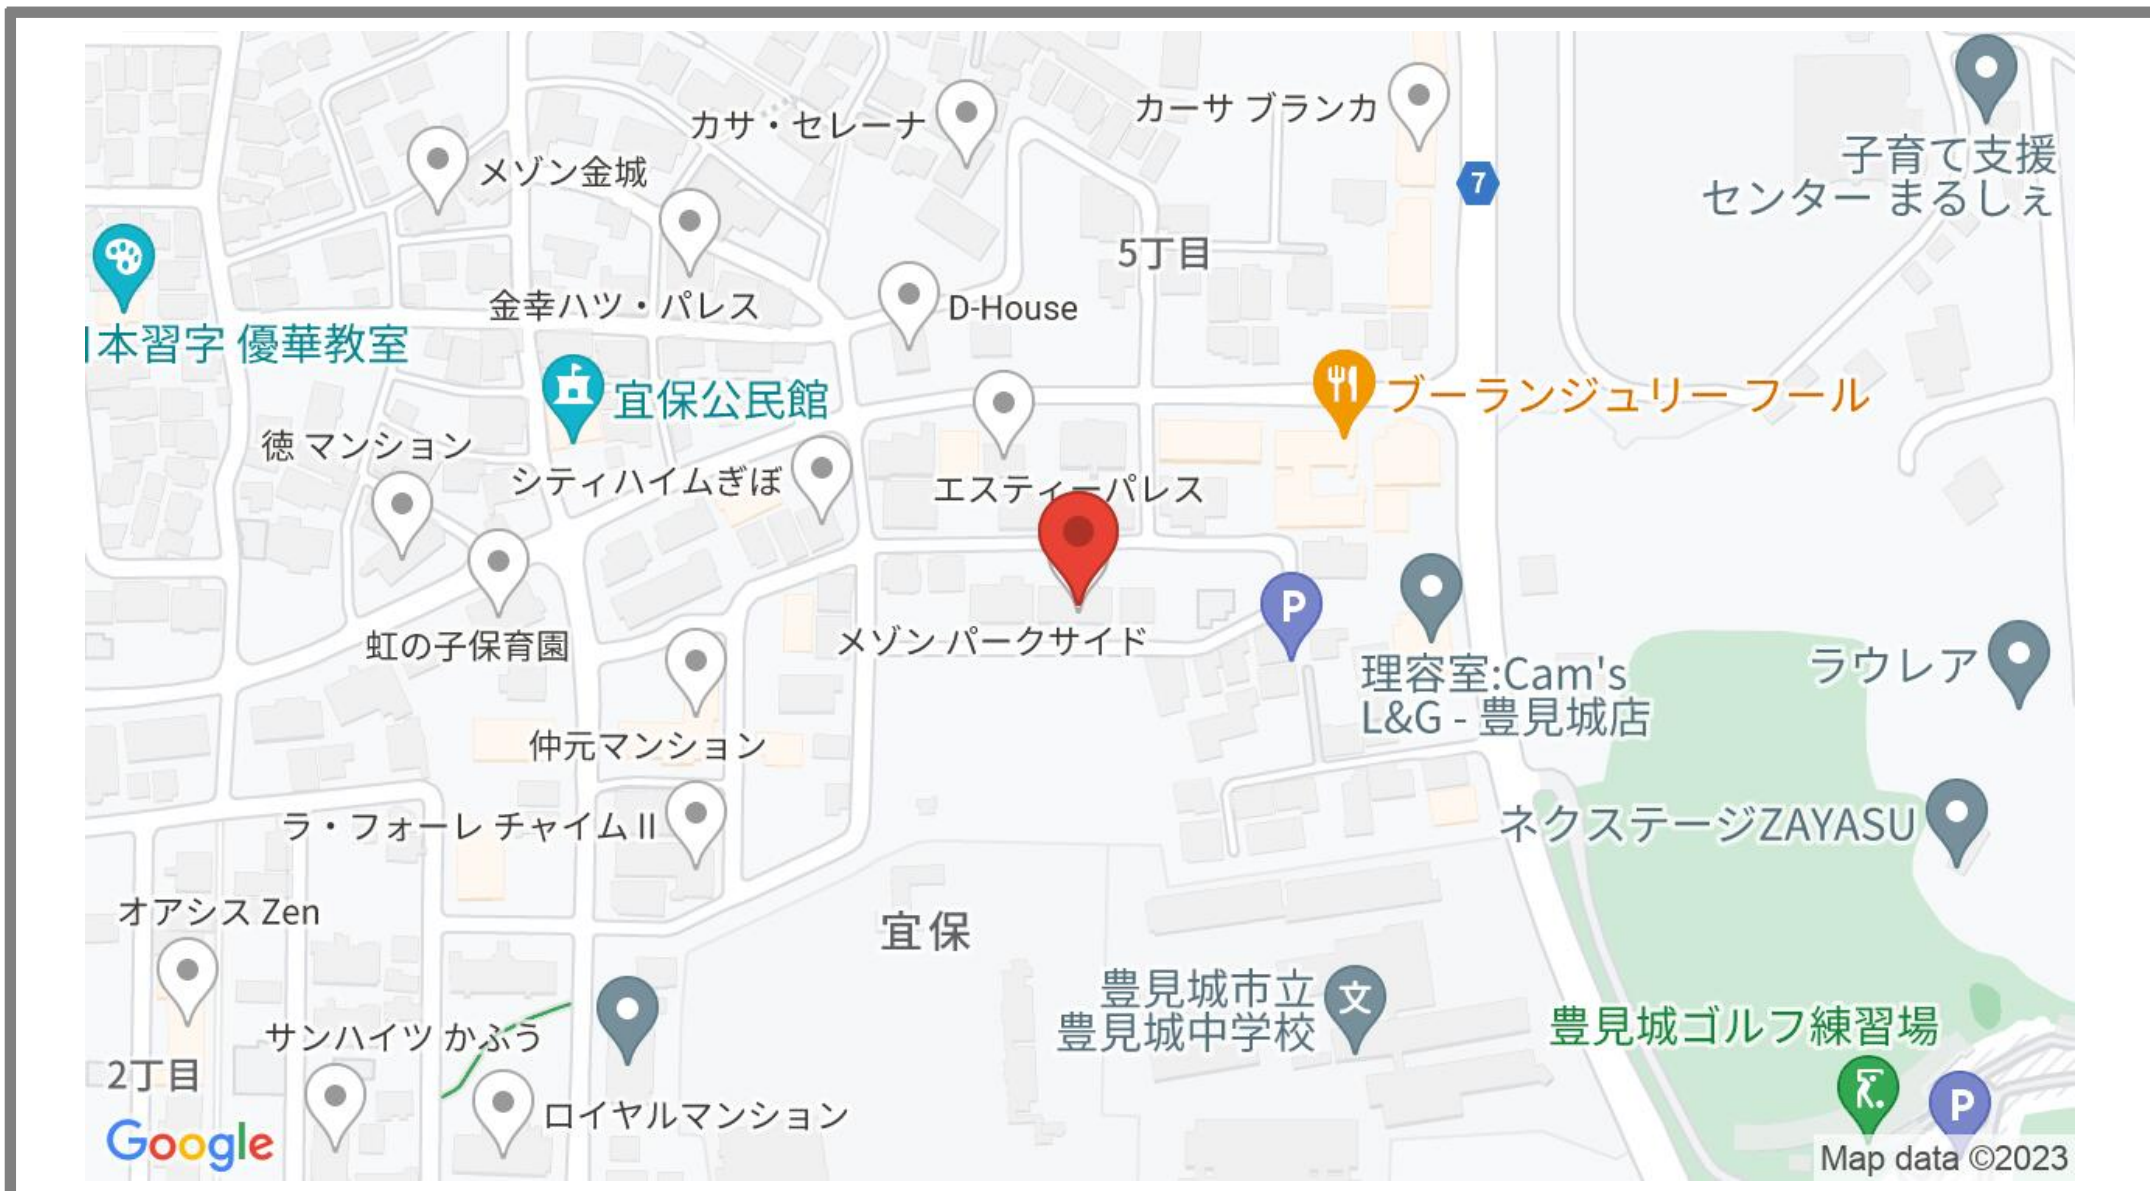 カーサ ブランカ
カサ・セレーナ
子育て支援
センター まるしぇ
メゾン金城
7
5丁目
金幸ハツ・パレス
D-House
本習字 優華教室
宜保公民館
ブーランジュリー フール
徳 マンション
シティハイムぎぼ
エスティーパレス
P
虹の子保育園
メゾン パークサイド
理容室:Cam's
L&G - 豊見城店
ラウレア
仲元マンション
ラ・フォーレ チャイム II
ネクステージZAYASU
オアシス Zen
宜保
豊見城市立
豊見城中学校
文
豊見城ゴルフ練習場
サンハイツ かふう
2丁目
ロイヤルマンション
P
Google
Map data ©2023